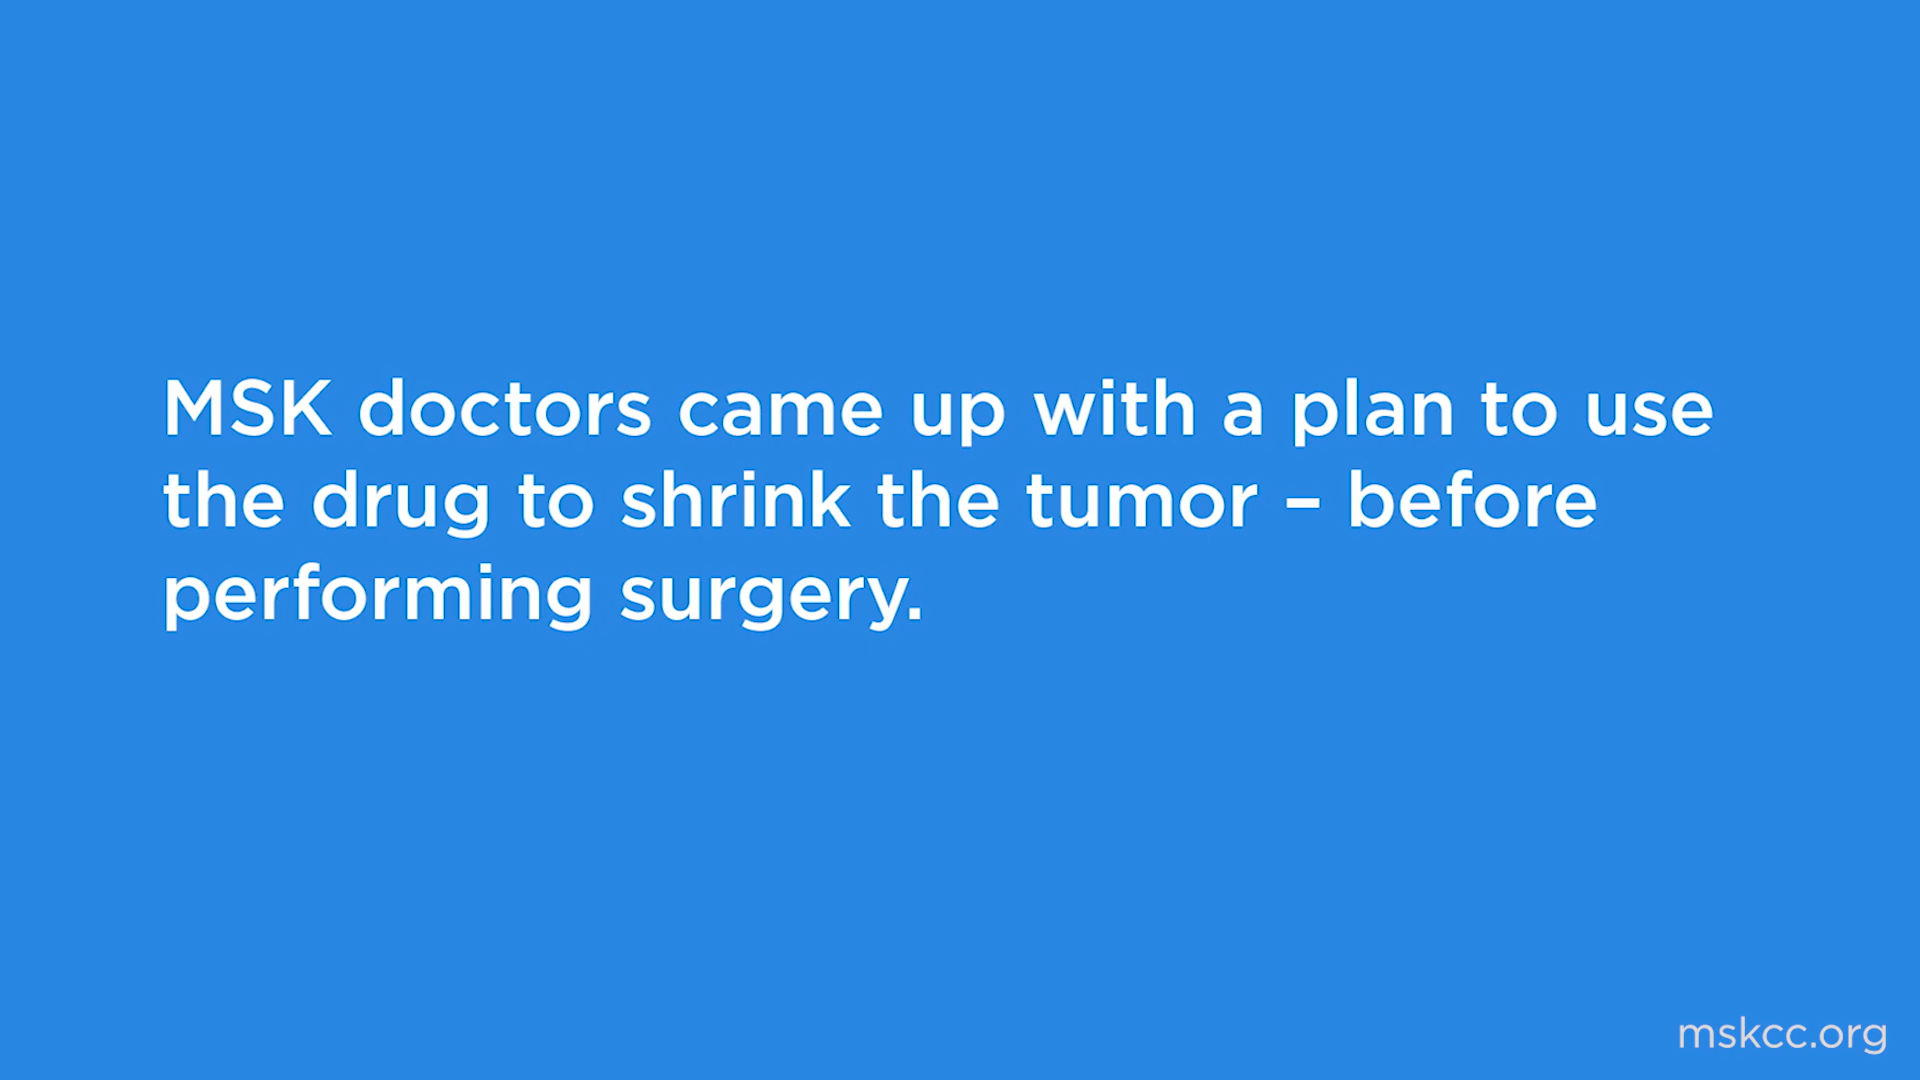 MSK doctors came up with a plan to use
the drug to shrink the tumor – before
performing surgery.
mskcc.org